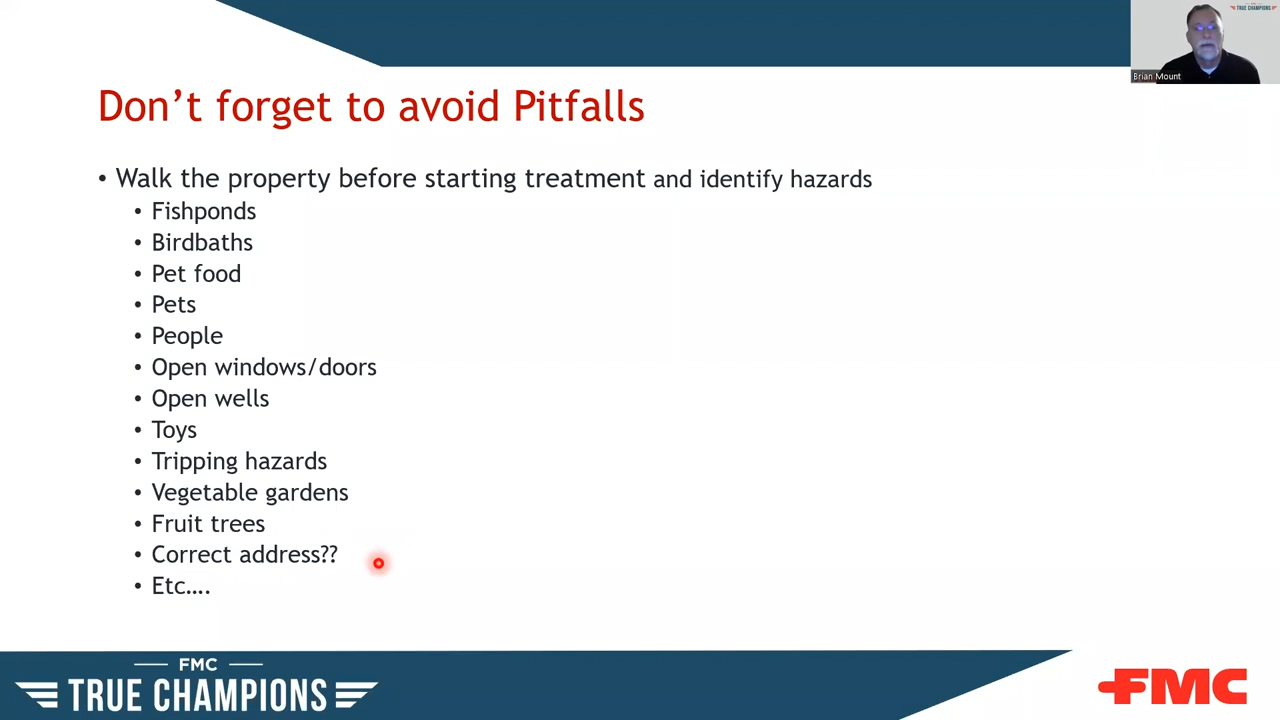 TRUE CHAMPIONS
Brian Mount
Don't forget to avoid Pitfalls
• Walk the property before starting treatment and identify hazards
• Fishponds
• Birdbaths
• Pet food
• Pets
• People
• Open windows/doors
• Open wells
• Toys
• Tripping hazards
• Vegetable gardens
• Fruit trees
• Correct address??
• Etc....
FMC
TRUE CHAMPIONS
FMC